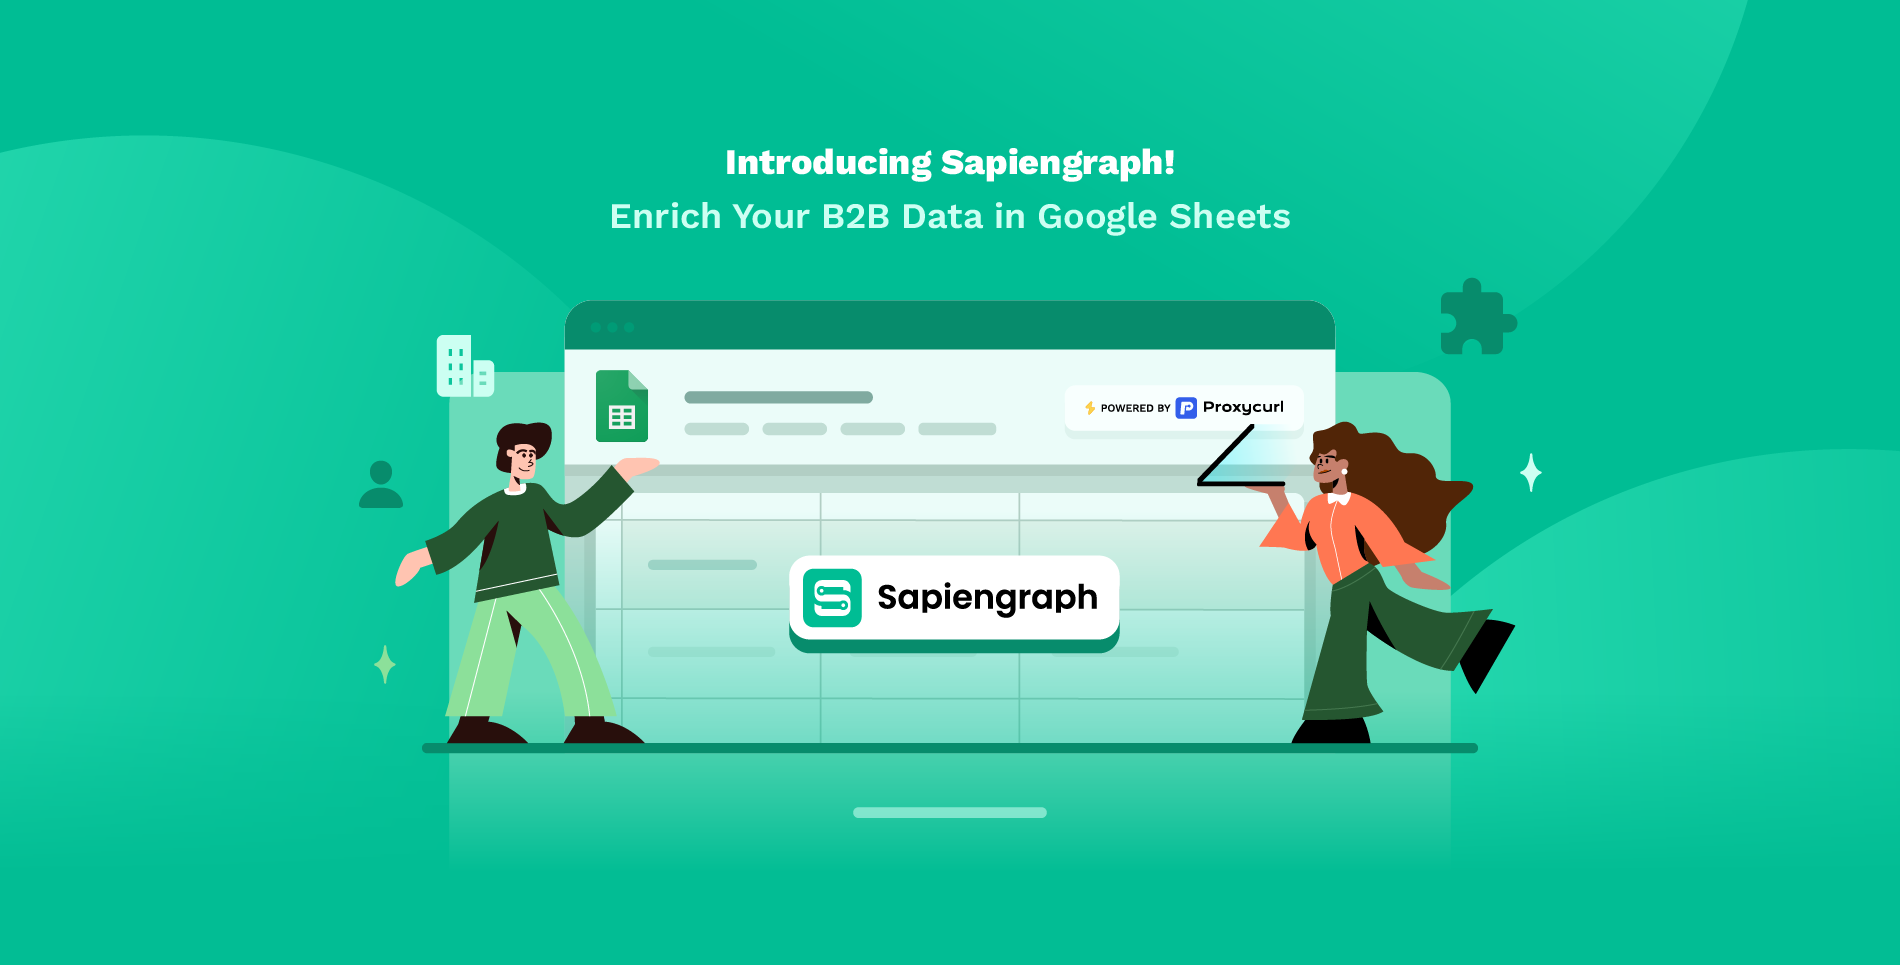 Introducing Sapiengraph!
Enrich Your B2B Data in Google Sheets
POWERED BY Proxycurl
Sapiengraph